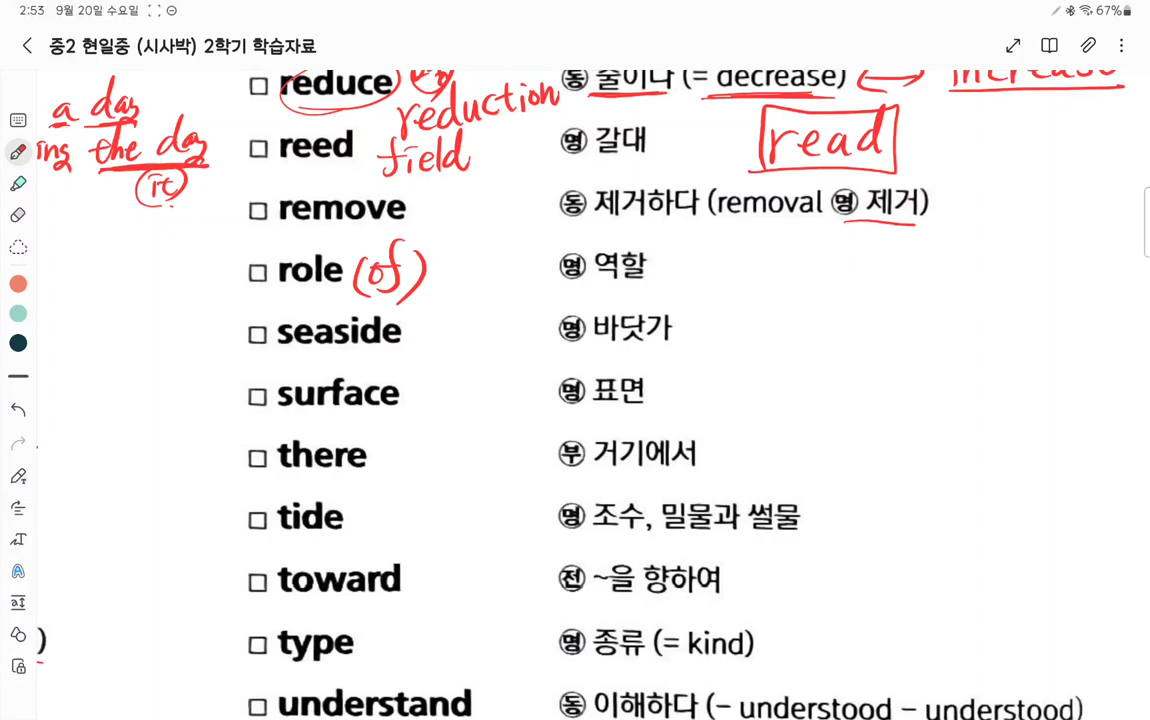 2:53 9월 20일 수요일 67%
중2 현일중 (시사박) 2학기 학습자료
□ reduce 동 줄이다 (= decrease) ↔ increase
reduction
a day
□ reed field 명 갈대 read
ing the day
it
□ remove 동 제거하다 (removal 명 제거)
□ role (of) 명 역할
□ seaside 명 바닷가
□ surface 명 표면
□ there 부 거기에서
□ tide 명 조수, 밀물과 썰물
□ toward 전 ~을 향하여
□ type 명 종류 (= kind)
)
□ understand 동 이해하다 (– understood – understood)